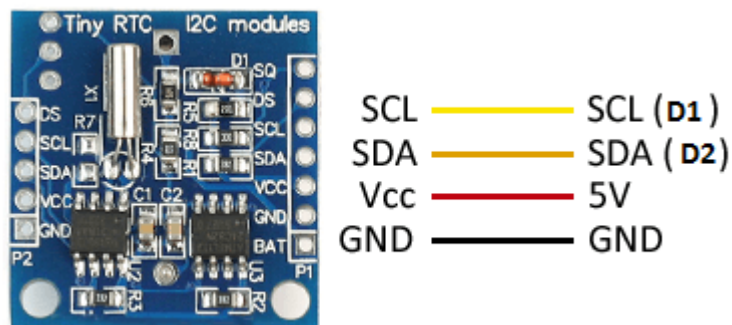 Tiny RTC I2C modules
D1
SQ
X1
R6
DS
R5
DS
R7
SCL
SCL
R8
SDA
R4
SDA
R1
VCC
VCC
C1 C2
GND
GND
BAT
P2
U2
U3
P1
R3
R2
SCL SCL (D1)
SDA SDA (D2)
Vcc 5V
GND GND